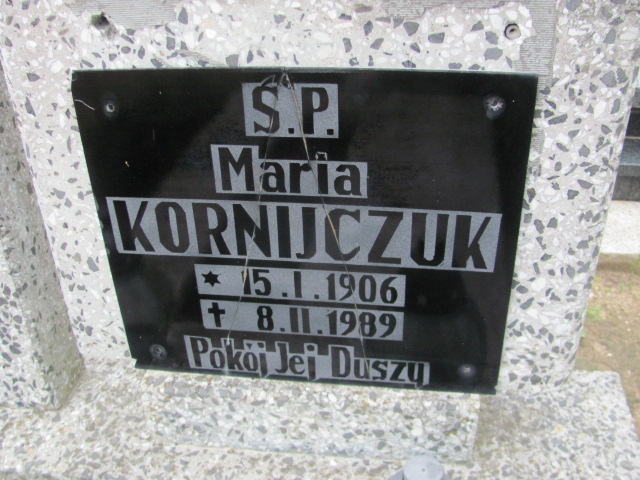 Ś.P.
Maria
KORNIJCZUK
* 15.I.1906
✝ 8.II.1989
Pokój Jej Duszy